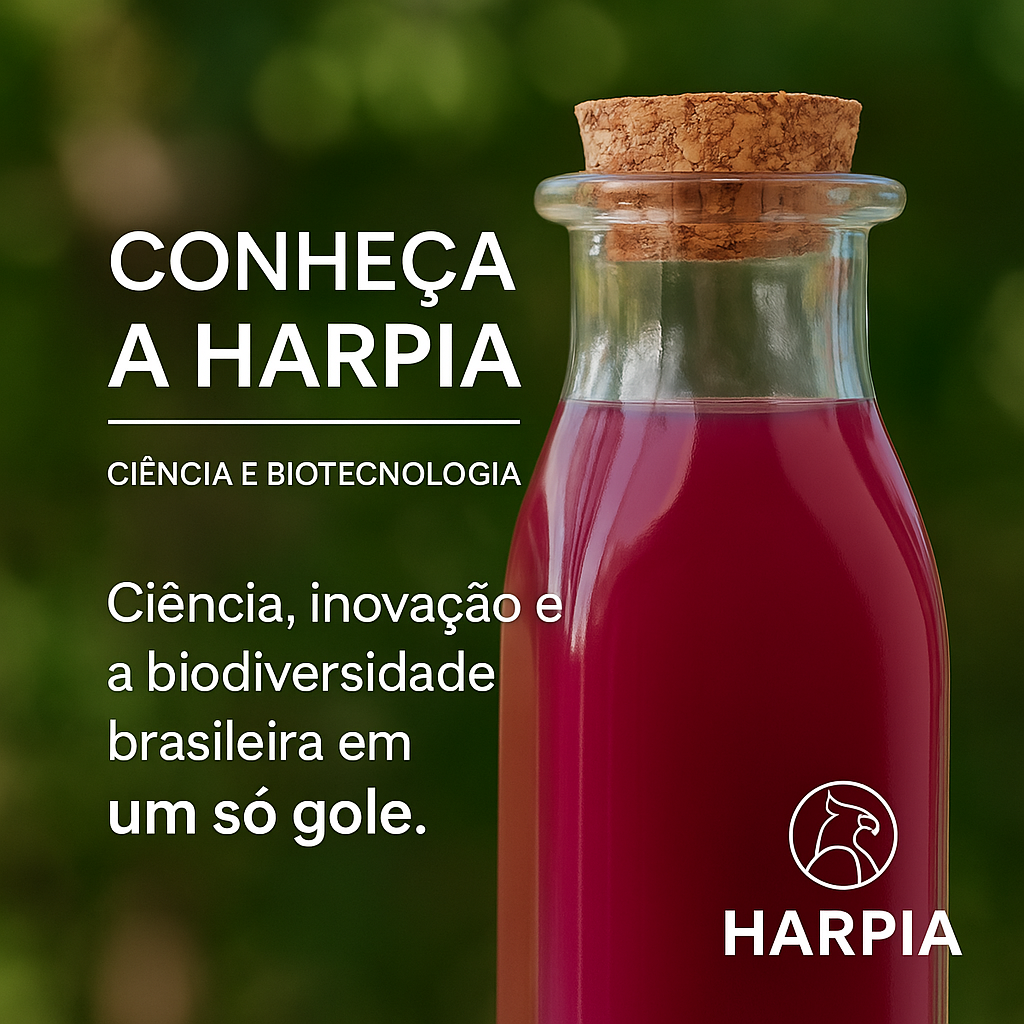 CONHEÇA
A HARPIA
CIÊNCIA E BIOTECNOLOGIA
Ciência, inovação e
a biodiversidade
brasileira em
um só gole.
HARPIA